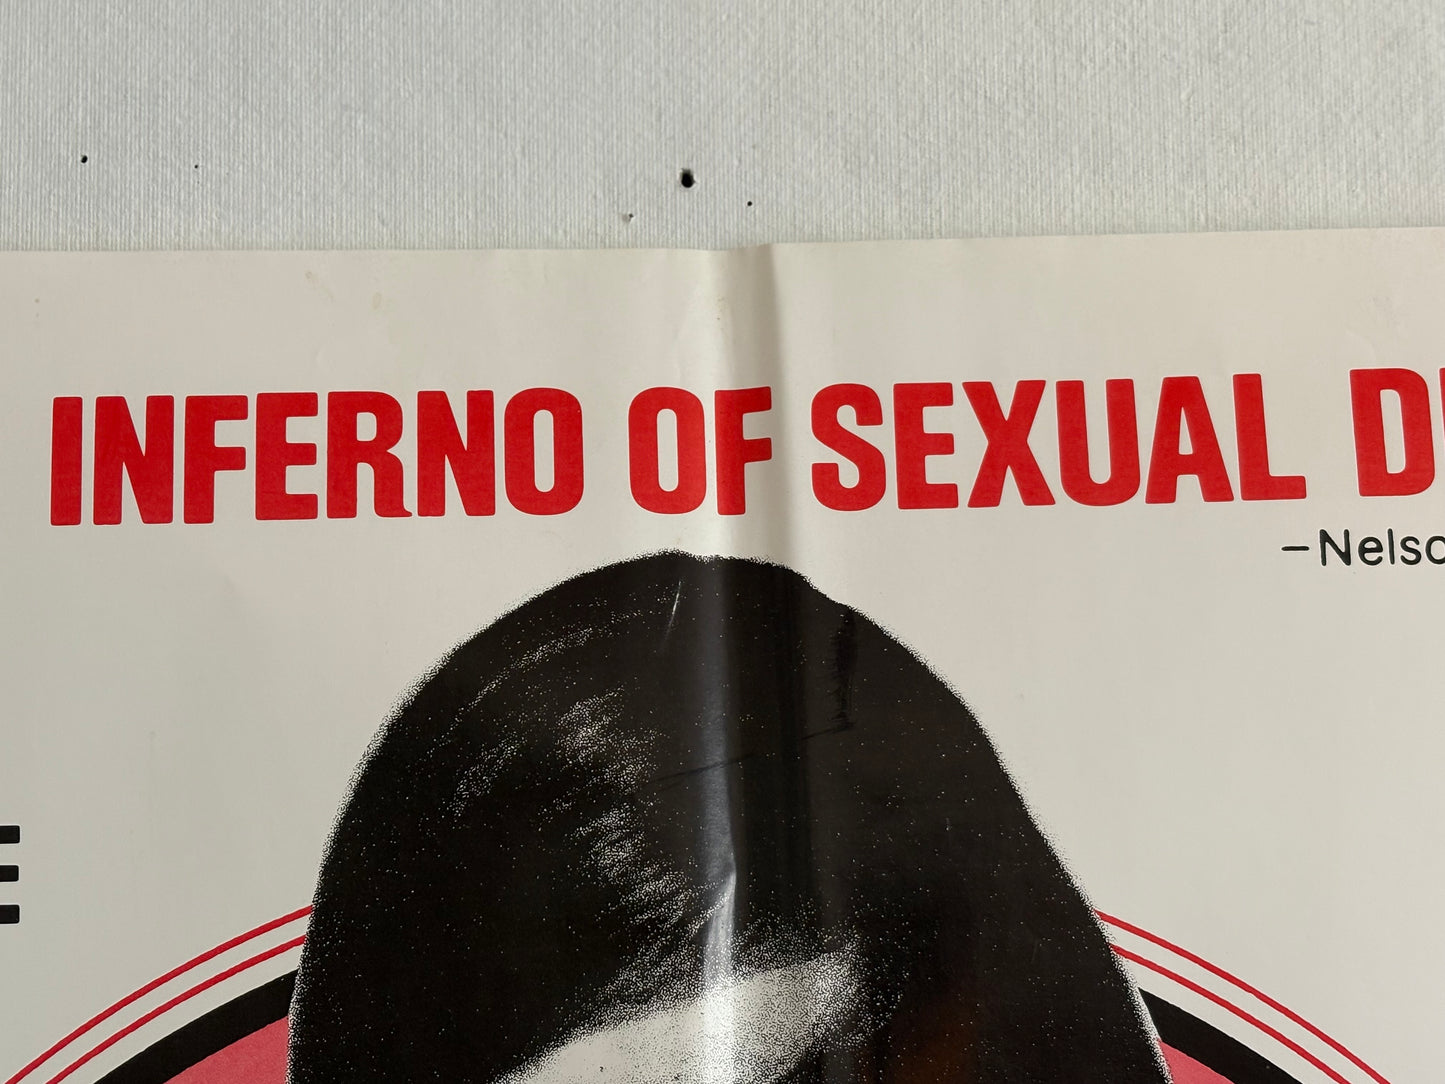 INFERNO OF SEXUAL
–Nelso
E